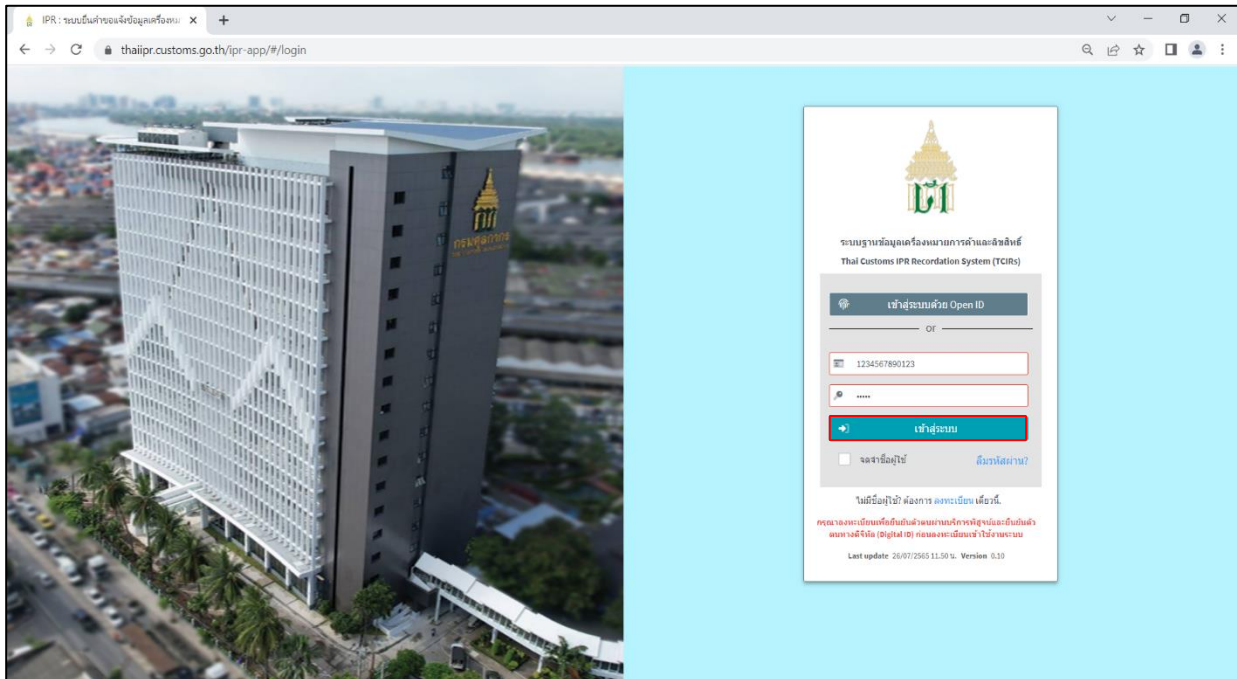 IPR : ระบบยื่นคำขอแจ้งข้อมูลเครื่องหม
thaiipr.customs.go.th/ipr-app/#/login
กรมศุลกากร
ระบบฐานข้อมูลเครื่องหมายการค้าและลิขสิทธิ์
Thai Customs IPR Recordation System (TCIRs)
เข้าสู่ระบบด้วย Open ID
or
1234567890123
•••••
เข้าสู่ระบบ
จดจำชื่อผู้ใช้ ลืมรหัสผ่าน?
ไม่มีชื่อผู้ใช้? ต้องการ ลงทะเบียน เดี๋ยวนี้.
กรุณาลงทะเบียนเพื่อยืนยันตัวตนผ่านบริการพิสูจน์และยืนยันตัว
ตนทางดิจิทัล (Digital ID) ก่อนลงทะเบียนเข้าใช้งานระบบ
Last update 26/07/2565 11.50 น. Version 0.10